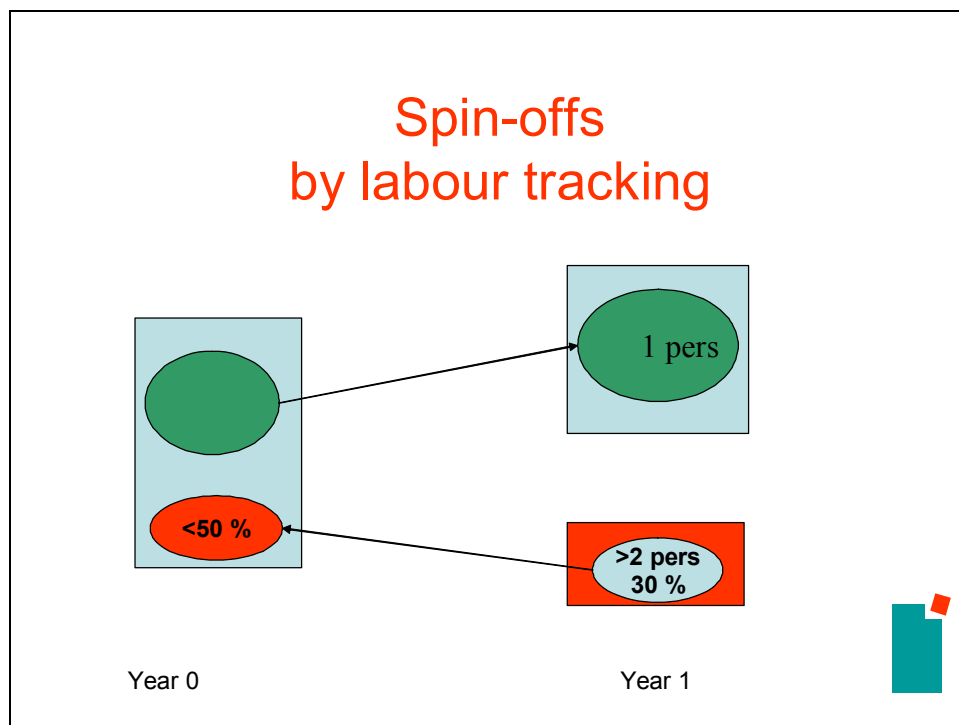 Spin-offs
by labour tracking
1 pers
<50 %
>2 pers
30 %
Year 0
Year 1